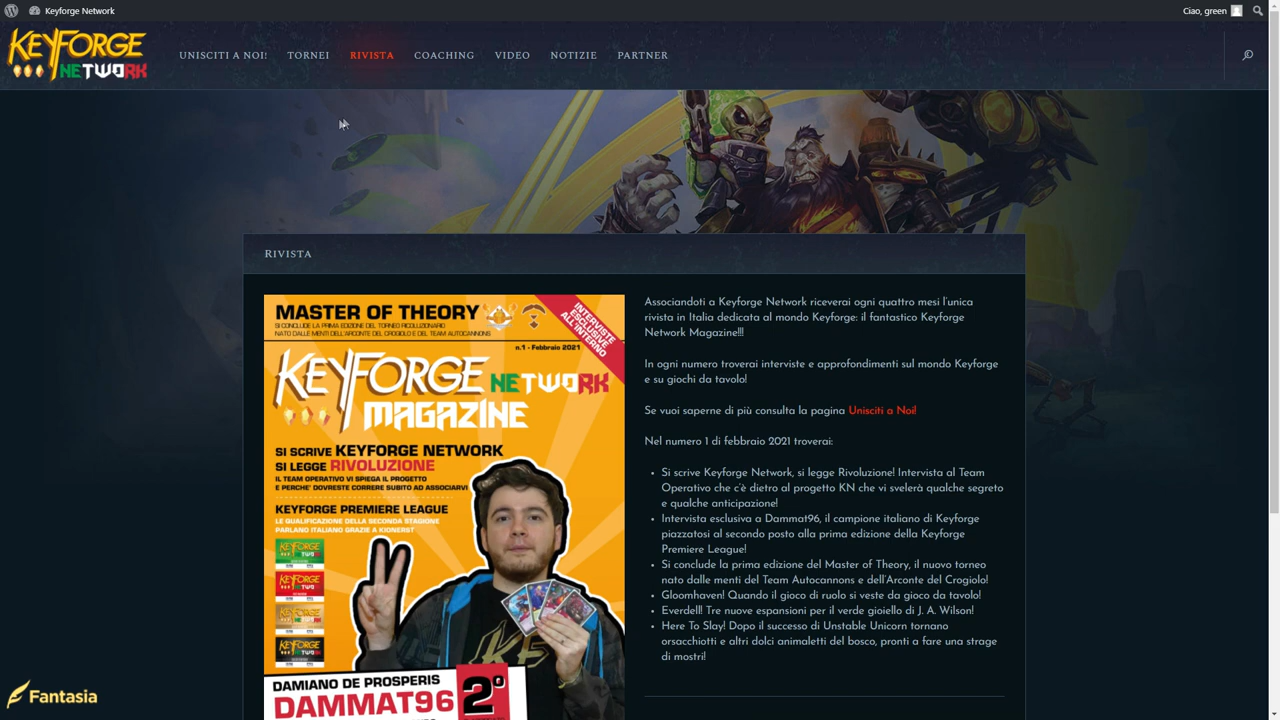 Keyforge Network
Ciao, green
KEYFORGE
NETWORK
UNISCITI A NOI!
TORNEI
RIVISTA
COACHING
VIDEO
NOTIZIE
PARTNER
RIVISTA
MASTER OF THEORY
SI CONCLUDE LA PRIMA EDIZIONE DEL TORNEO RIVOLUZIONARIO
NATO DALLE MENTI DELL'ARCONTE DEL CROGIOLO E DEL TEAM AUTOCANNONS
INTERVISTE
ESCLUSIVE
ALL'INTERNO
n.1 - Febbraio 2021
KEYFORGE NETWORK
MAGAZINE
SI SCRIVE KEYFORGE NETWORK
SI LEGGE RIVOLUZIONE
IL TEAM OPERATIVO VI SPIEGA IL PROGETTO
E PERCHE' DOVRESTE CORRERE SUBITO AD ASSOCIARVI
KEYFORGE PREMIERE LEAGUE
LE QUALIFICAZIONI DELLA SECONDA STAGIONE
PARLANO ITALIANO GRAZIE A KIONERST
DAMIANO DE PROSPERIS
DAMMAT96
2°
Associandoti a Keyforge Network riceverai ogni quattro mesi l'unica
rivista in Italia dedicata al mondo Keyforge: il fantastico Keyforge
Network Magazine!!!
In ogni numero troverai interviste e approfondimenti sul mondo Keyforge
e su giochi da tavolo!
Se vuoi saperne di più consulta la pagina Unisciti a Noi!
Nel numero 1 di febbraio 2021 troverai:
• Si scrive Keyforge Network, si legge Rivoluzione! Intervista al Team
Operativo che c'è dietro al progetto KN che vi svelerà qualche segreto
e qualche anticipazione!
• Intervista esclusiva a Dammat96, il campione italiano di Keyforge
piazzatosi al secondo posto alla prima edizione della Keyforge
Premiere League!
• Si conclude la prima edizione del Master of Theory, il nuovo torneo
nato dalle menti del Team Autocannons e dell'Arconte del Crogiolo!
• Gloomhaven! Quando il gioco di ruolo si veste da gioco da tavolo!
• Everdell! Tre nuove espansioni per il verde gioiello di J. A. Wilson!
• Here To Slay! Dopo il successo di Unstable Unicorn tornano
orsacchiotti e altri dolci animaletti del bosco, pronti a fare una strage
di mostri!
Fantasia